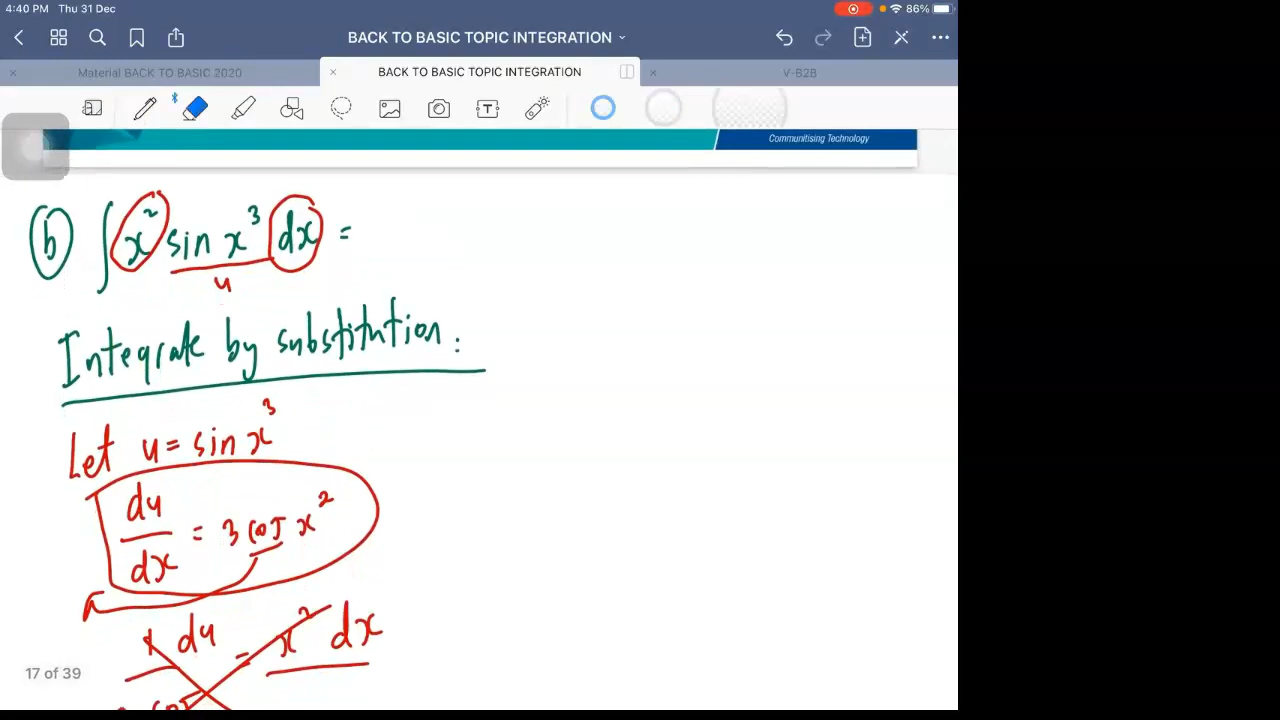 4:40 PM Thu 31 Dec 86%
BACK TO BASIC TOPIC INTEGRATION
Material BACK TO BASIC 2020
BACK TO BASIC TOPIC INTEGRATION
V-B2B
Communitising Technology
b ∫ x² sin x³ dx =
u
Integrate by substitution :
Let u = sin x³
du/dx = 3 cos x²
du = x² dx
17 of 39